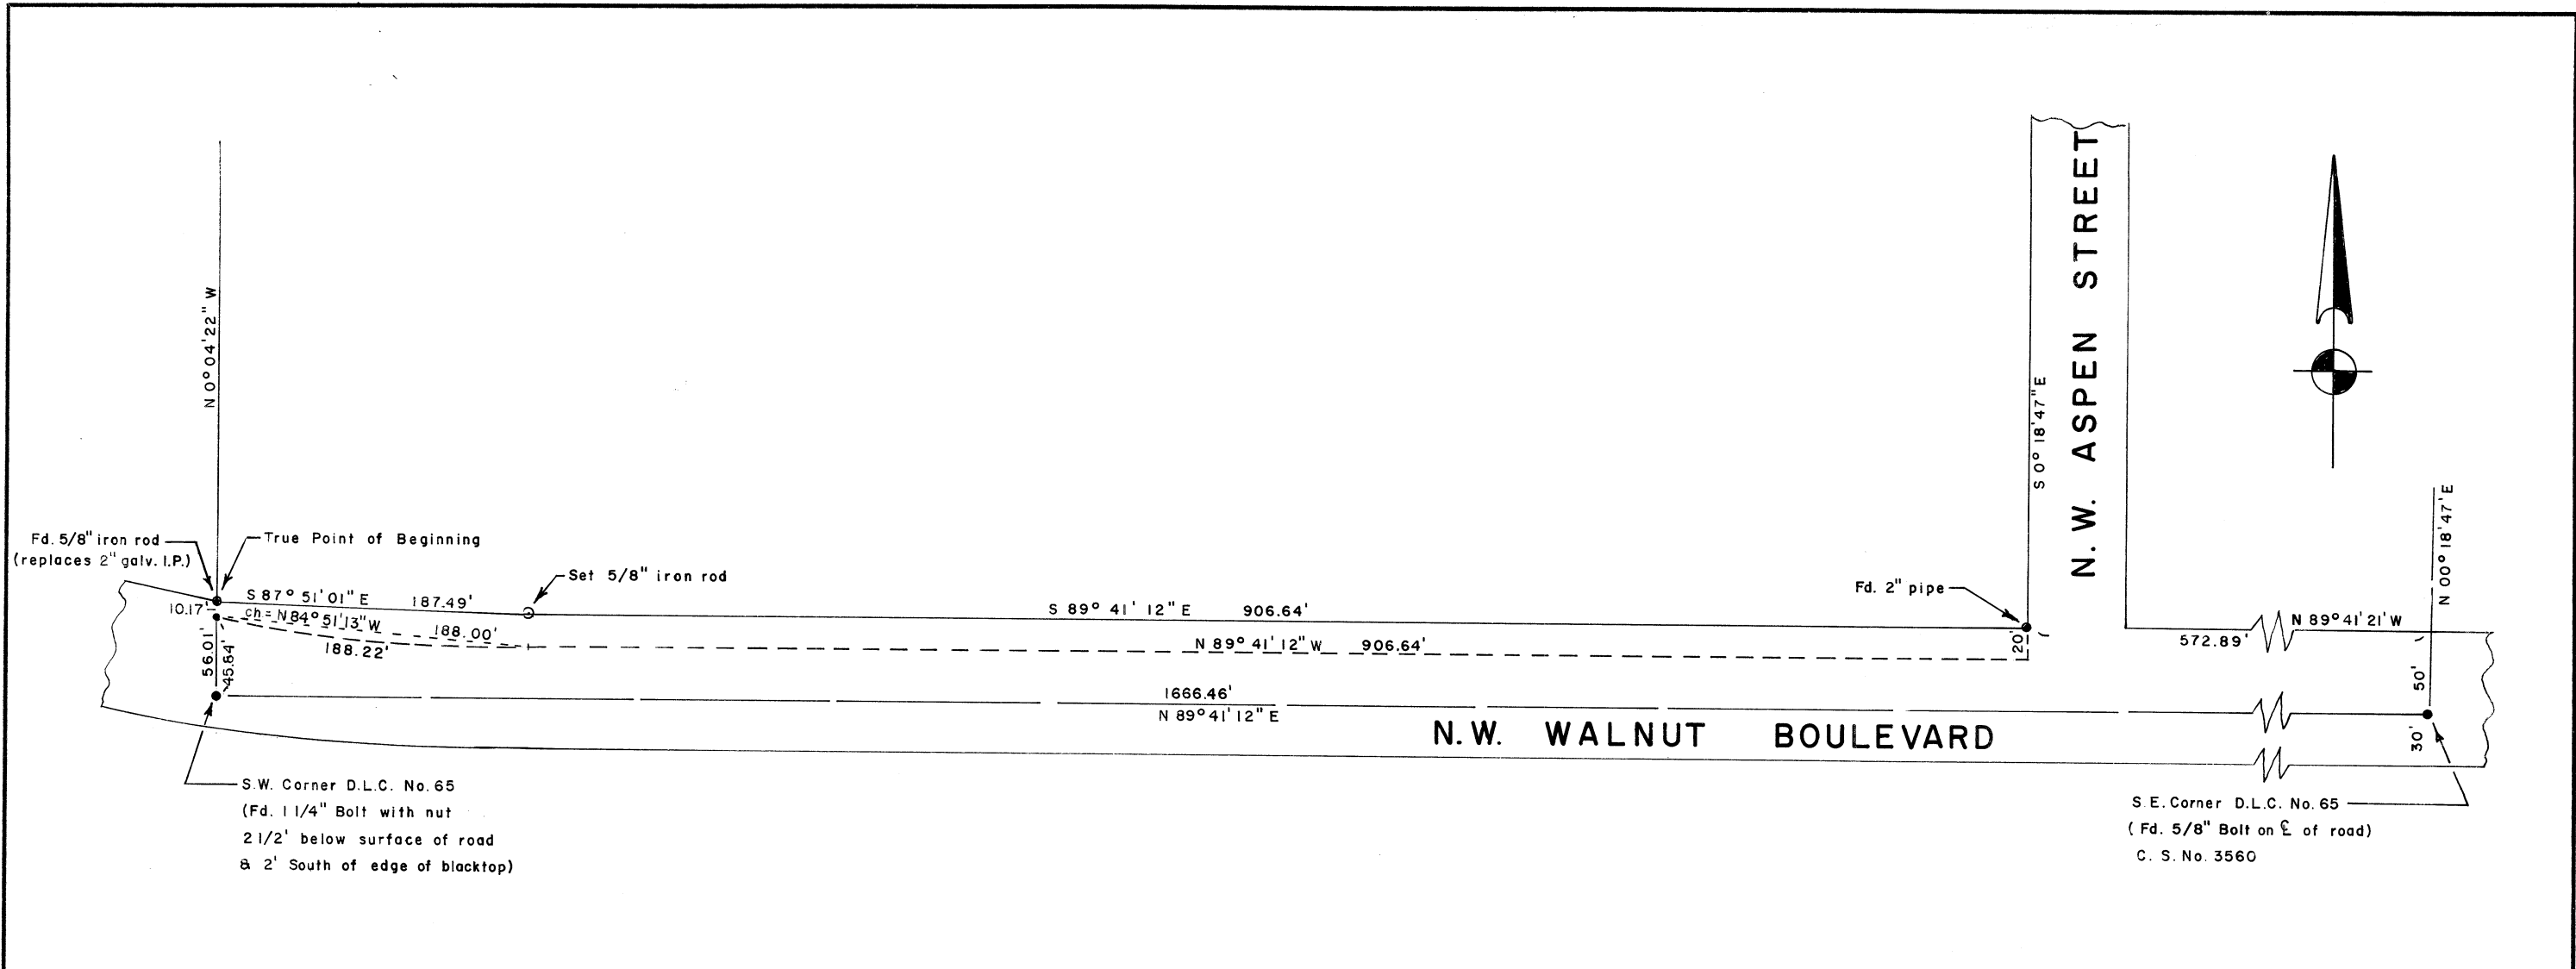 N 0° 04' 22" W
Fd. 5/8" iron rod
(replaces 2" galv. I.P.)
True Point of Beginning
Set 5/8" iron rod
S 87° 51' 01" E 187.49'
10.17'
ch = N 84° 51' 13" W
188.00'
188.22'
56.01'
45.84'
S 89° 41' 12" E 906.64'
N 89° 41' 12" W 906.64'
1666.46'
N 89° 41' 12" E
N.W. WALNUT BOULEVARD
Fd. 2" pipe
20'
S 0° 18' 47" E
N. W. ASPEN STREET
572.89'
N 89° 41' 21' W
N 00° 18' 47' E
50'
30'
S.W. Corner D.L.C. No. 65
(Fd. 1 1/4" Bolt with nut
2 1/2' below surface of road
& 2' South of edge of blacktop)
S.E. Corner D.L.C. No. 65
(Fd. 5/8" Bolt on ℄ of road)
C. S. No. 3560